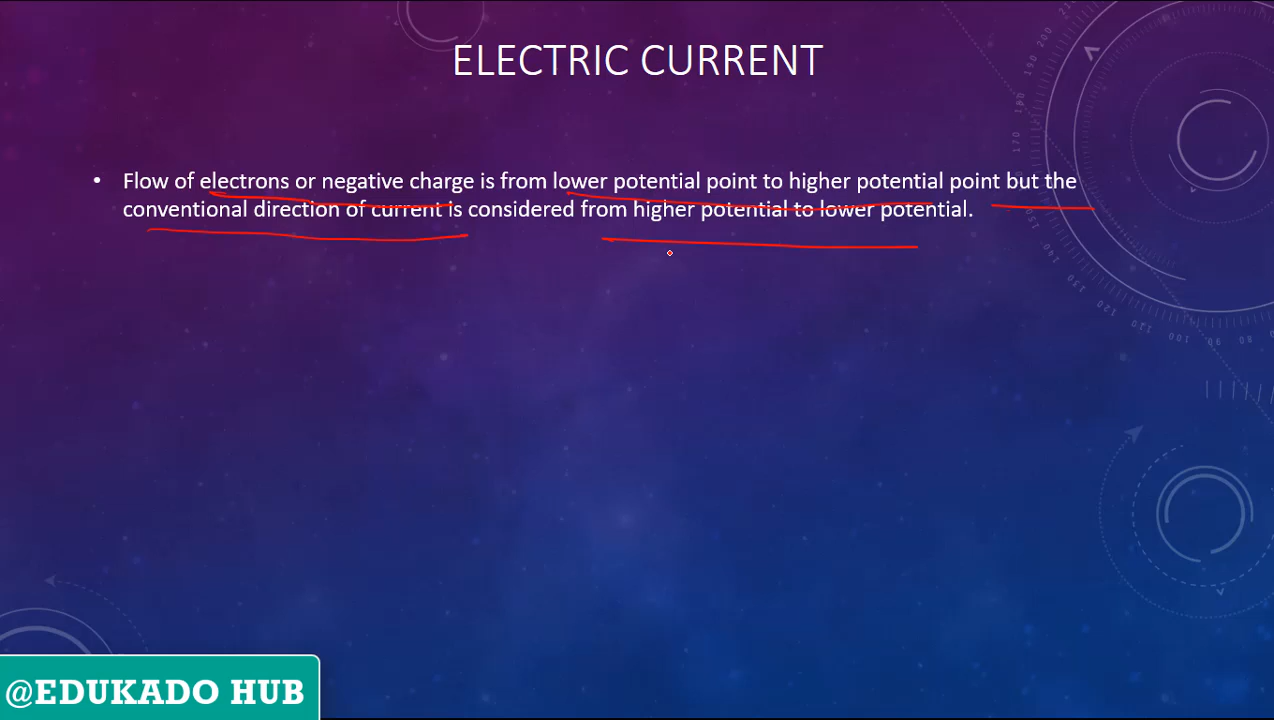 ELECTRIC CURRENT
• Flow of electrons or negative charge is from lower potential point to higher potential point but the
conventional direction of current is considered from higher potential to lower potential.
@EDUKADO HUB